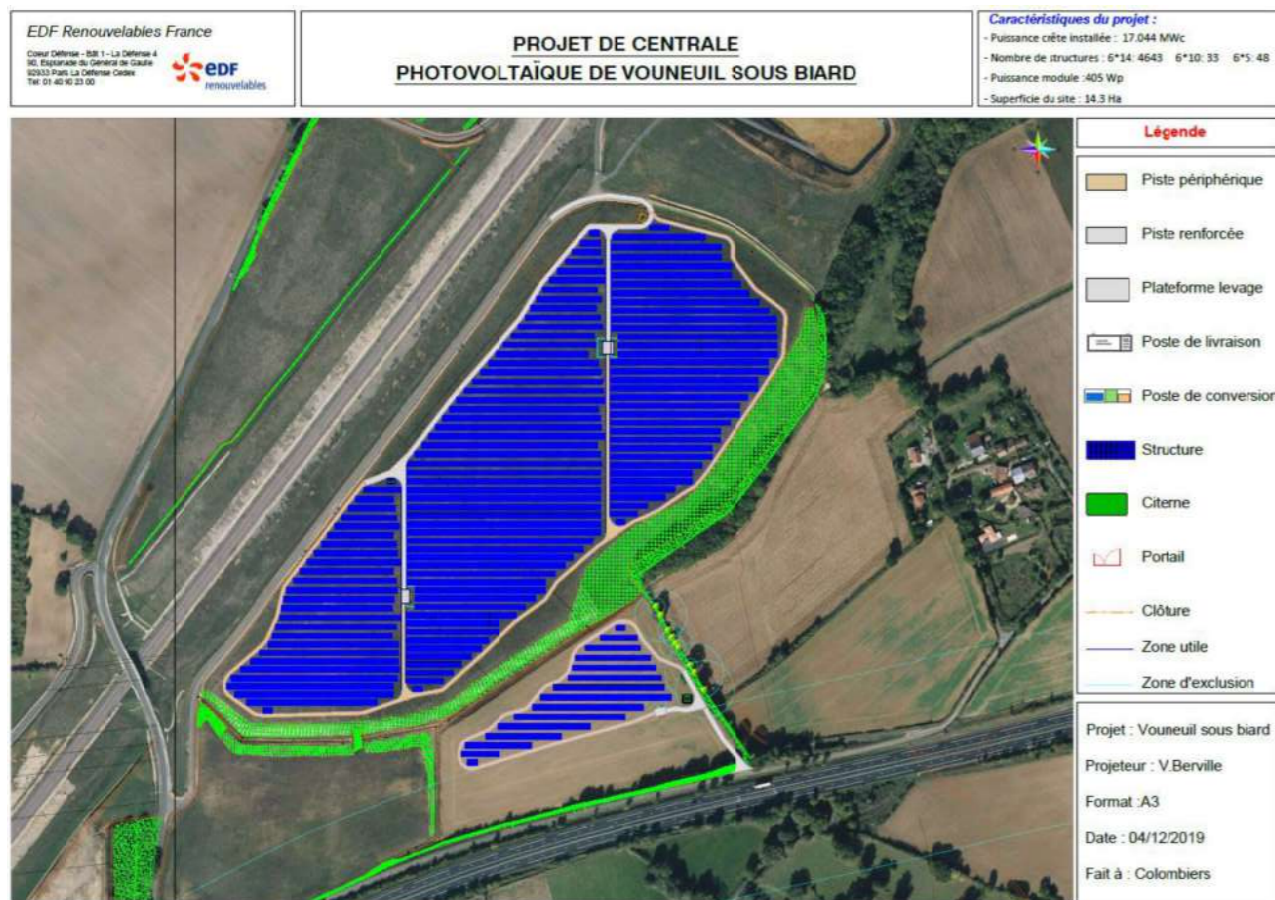 EDF Renouvelables France
Coeur Défense - Bât 1 - La Défense 4
90, Esplanade du Général de Gaulle
92933 Paris La Défense Cedex
Tel: 01 40 90 23 00
edf
renouvelables
PROJET DE CENTRALE
PHOTOVOLTAÏQUE DE VOUNEUIL SOUS BIARD
Caractéristiques du projet :
- Puissance crête installée : 17.044 MWc
- Nombre de structures : 6*14: 4643 6*10: 33 6*5: 48
- Puissance module :405 Wp
- Superficie du site : 14.3 Ha
Légende
Piste périphérique
Piste renforcée
Plateforme levage
Poste de livraison
Poste de conversion
Structure
Citerne
Portail
Clôture
Zone utile
Zone d'exclusion
Projet : Vouneuil sous biard
Projeteur : V.Berville
Format :A3
Date : 04/12/2019
Fait à : Colombiers